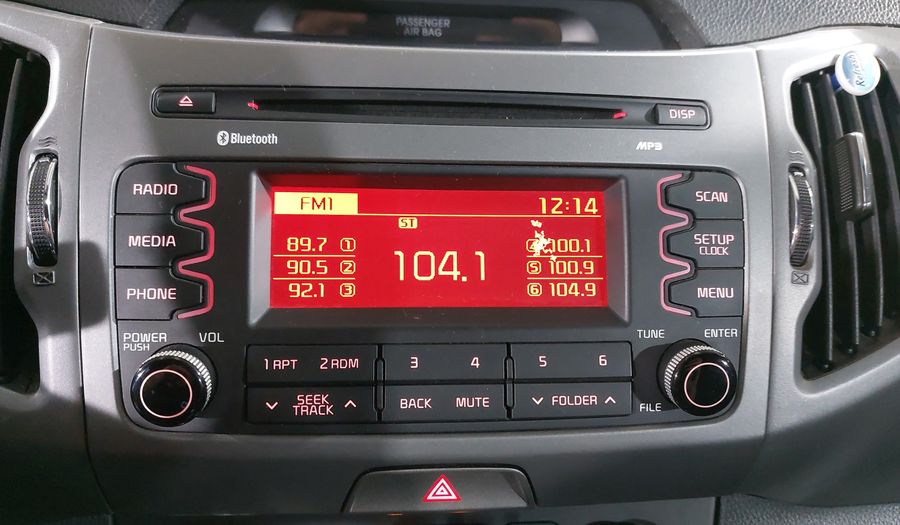 PASSENGER
AIR BAG
Refresh
DISP
Bluetooth
MP3
RADIO
FM1
12:14
SCAN
ST
MEDIA
89.7 1
104.1
4 100.1
SETUP
CLOCK
90.5 2
5 100.9
PHONE
92.1 3
6 104.9
MENU
POWER
PUSH
VOL
TUNE
ENTER
1 RPT
2 RDM
3
4
5
6
SEEK
TRACK
BACK
MUTE
FOLDER
FILE